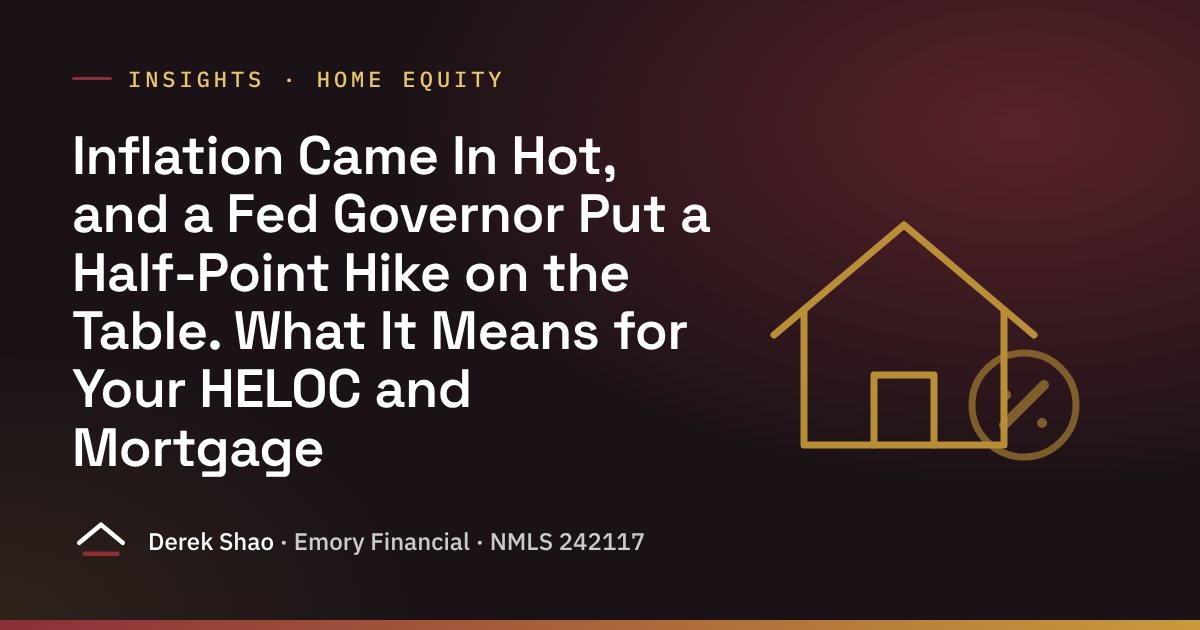 INSIGHTS · HOME EQUITY
Inflation Came In Hot,
and a Fed Governor Put a
Half-Point Hike on the
Table. What It Means for
Your HELOC and
Mortgage
Derek Shao · Emory Financial · NMLS 242117